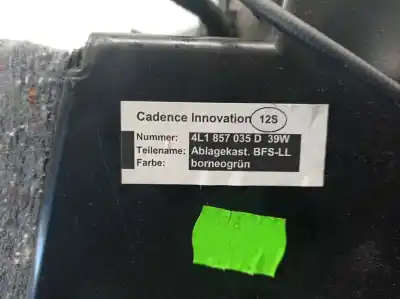 Cadence Innovation 12S
Nummer: 4L1 857 035 D 39W
Teilename: Ablagekast. BFS-LL
Farbe: borneogrün